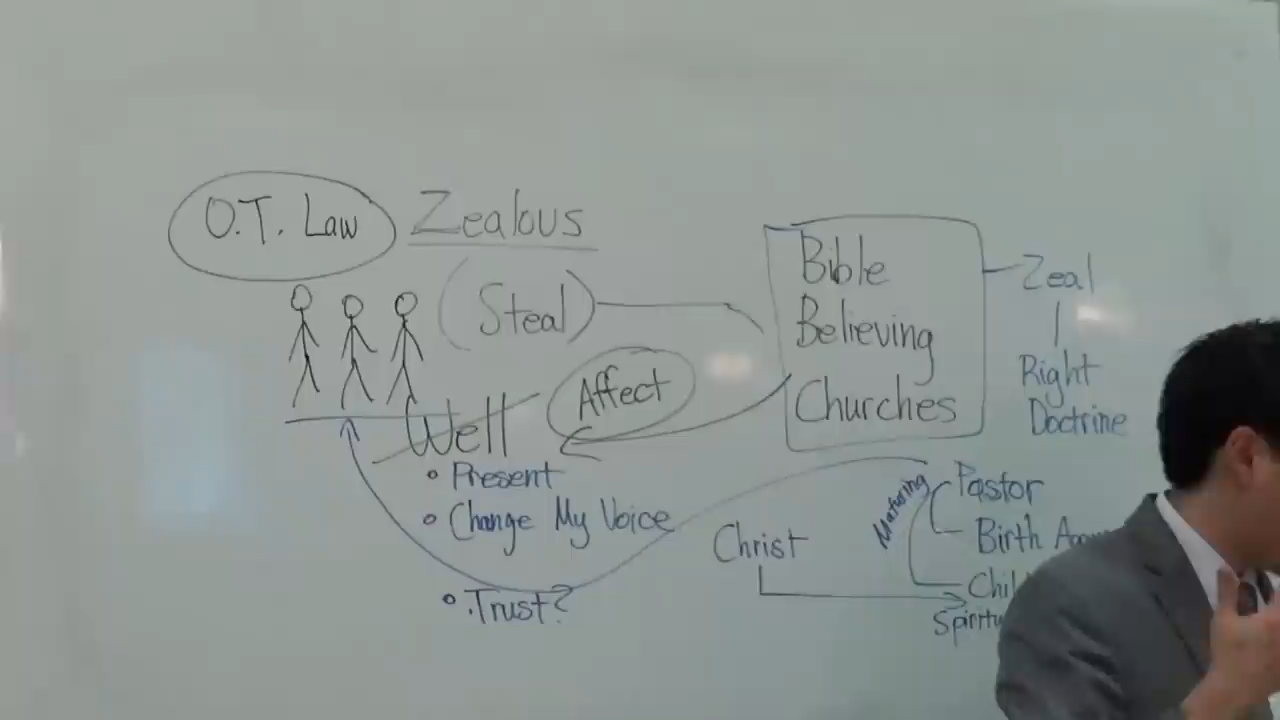 O.T. Law
Zealous
(Steal)
Affect
Well
• Present
• Change My Voice
• Trust?
Bible
Believing
Churches
Zeal
Right
Doctrine
Christ
Maturing
Pastor
Birth